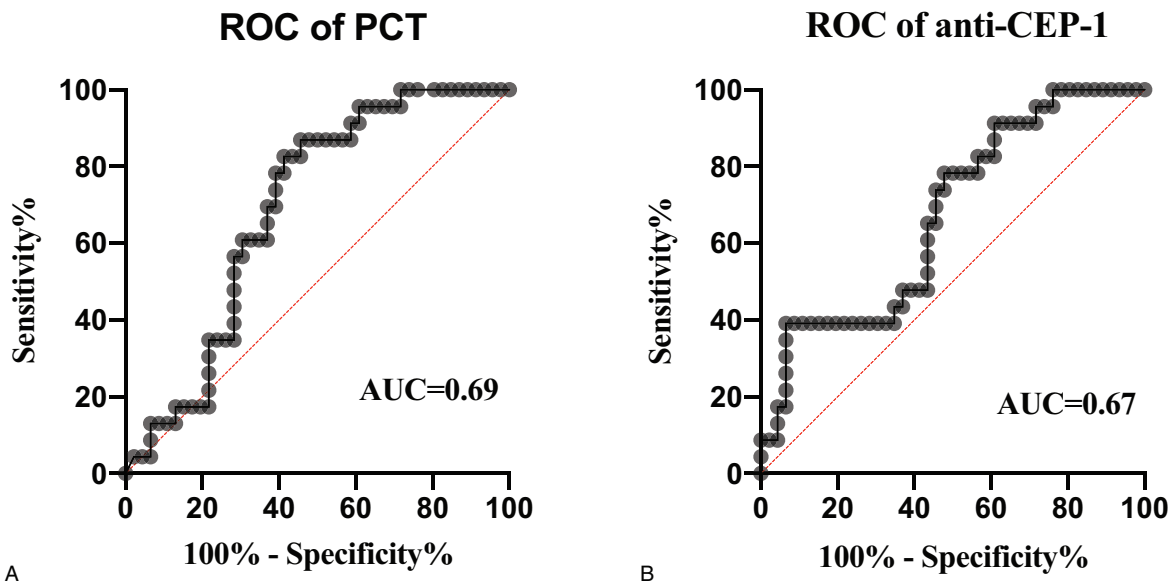 ROC of PCT
100
80
60
40
20
0
Sensitivity%
AUC=0.69
0 20 40 60 80 100
100% - Specificity%
A
ROC of anti-CEP-1
100
80
60
40
20
0
Sensitivity%
AUC=0.67
0 20 40 60 80 100
100% - Specificity%
B